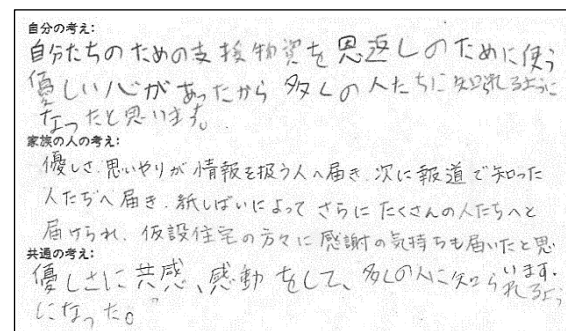 自分の考え:
自分たちのための支援物資を恩返しのために使う
優しい心があったから多くの人たちに知られるように
なったと思います。
家族の人の考え:
優しさ、思いやりが情報を扱う人へ届き、次に報道で知った
人たちへ届き、紙しばいによってさらにたくさんの人たちへと
届けられ、仮設住宅の方々に感謝の気持ちも届いたと思
います。
共通の考え:
優しさに共感、感動をして、多くの人に知られるよう
になった。